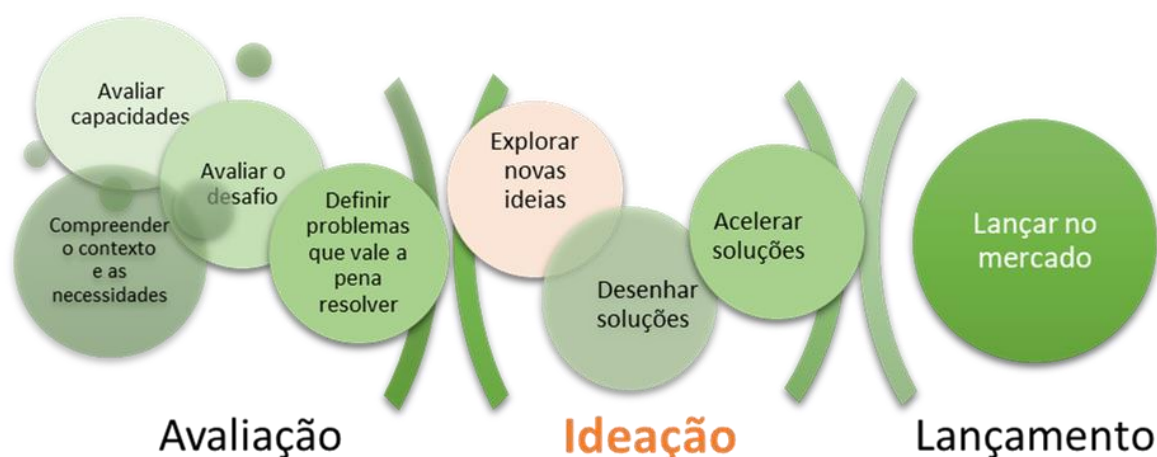 Avaliar
capacidades
Avaliar o
desafio
Compreender
o contexto
e as
necessidades
Definir
problemas
que vale a
pena
resolver
Explorar
novas
ideias
Desenhar
soluções
Acelerar
soluções
Lançar no
mercado
Avaliação
Ideação
Lançamento